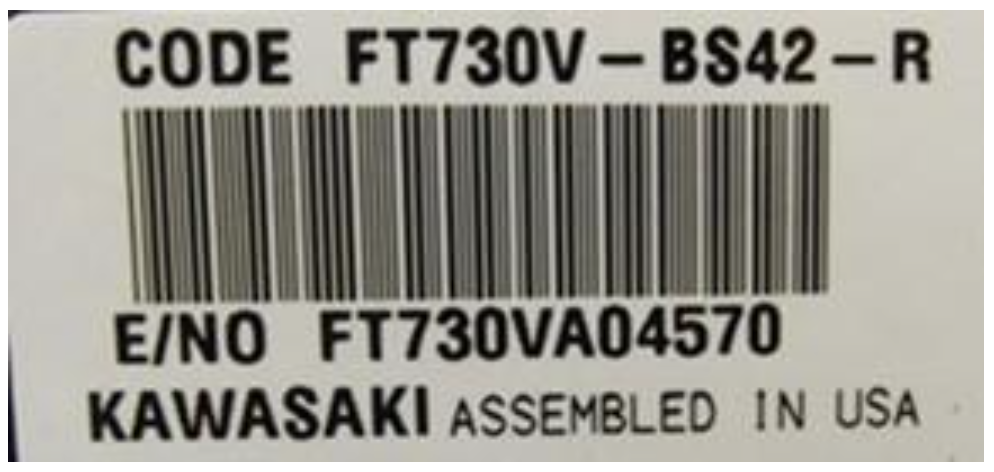 CODE FT730V-BS42-R
E/NO FT730VA04570
KAWASAKI ASSEMBLED IN USA